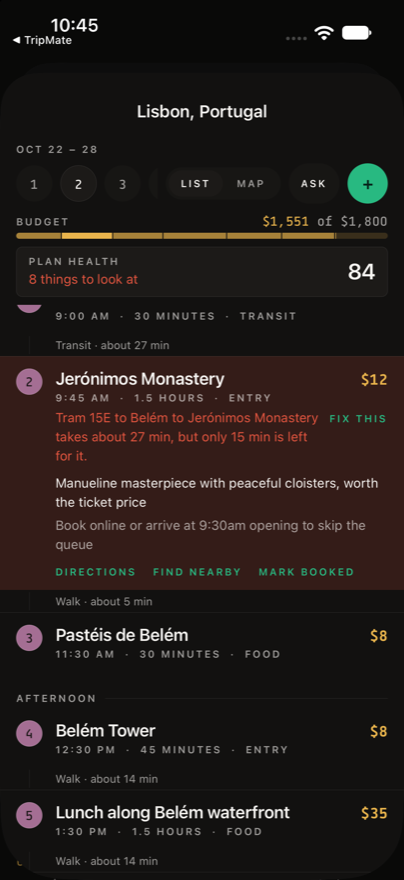 10:45
◀ TripMate
Lisbon, Portugal
OCT 22 – 28
1 2 3 LIST MAP ASK +
BUDGET $1,551 of $1,800
PLAN HEALTH
8 things to look at
84
9:00 AM · 30 MINUTES · TRANSIT
Transit · about 27 min
2 Jerónimos Monastery $12
9:45 AM · 1.5 HOURS · ENTRY
Tram 15E to Belém to Jerónimos Monastery FIX THIS
takes about 27 min, but only 15 min is left
for it.
Manueline masterpiece with peaceful cloisters, worth
the ticket price
Book online or arrive at 9:30am opening to skip the
queue
DIRECTIONS FIND NEARBY MARK BOOKED
Walk · about 5 min
3 Pastéis de Belém $8
11:30 AM · 30 MINUTES · FOOD
AFTERNOON
4 Belém Tower $8
12:30 PM · 45 MINUTES · ENTRY
Walk · about 14 min
5 Lunch along Belém waterfront $35
1:30 PM · 1.5 HOURS · FOOD
Walk · about 14 min